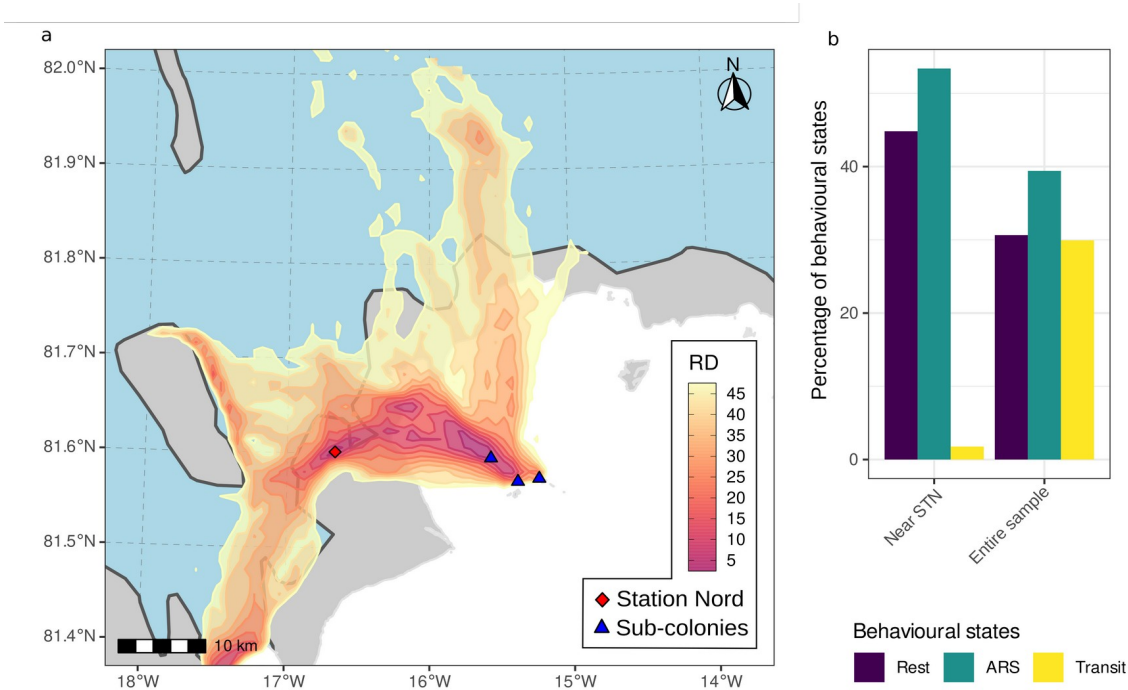 a
82.0°N
81.9°N
81.8°N
81.7°N
81.6°N
81.5°N
81.4°N
18°W
17°W
16°W
15°W
14°W
N
10 km
RD
45
40
35
30
25
20
15
10
5
Station Nord
Sub-colonies
b
Percentage of behavioural states
40
20
0
Near STN
Entire sample
Behavioural states
Rest
ARS
Transit